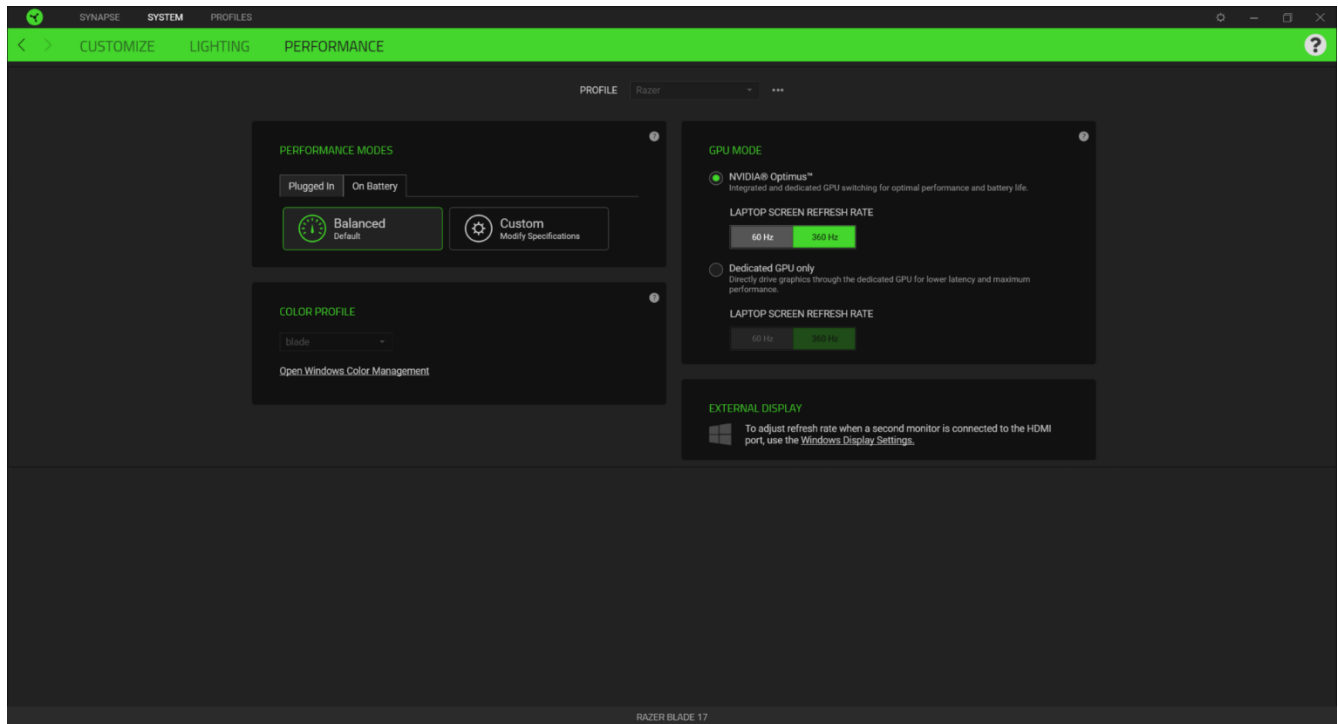 SYNAPSE SYSTEM PROFILES
CUSTOMIZE LIGHTING PERFORMANCE
?
PROFILE Razer
PERFORMANCE MODES
?
Plugged In On Battery
Balanced
Default
Custom
Modify Specifications
COLOR PROFILE
?
blade
Open Windows Color Management
GPU MODE
?
NVIDIA® Optimus™
Integrated and dedicated GPU switching for optimal performance and battery life.
LAPTOP SCREEN REFRESH RATE
60 Hz 360 Hz
Dedicated GPU only
Directly drive graphics through the dedicated GPU for lower latency and maximum
performance.
LAPTOP SCREEN REFRESH RATE
60 Hz 360 Hz
EXTERNAL DISPLAY
To adjust refresh rate when a second monitor is connected to the HDMI
port, use the Windows Display Settings.
RAZER BLADE 17